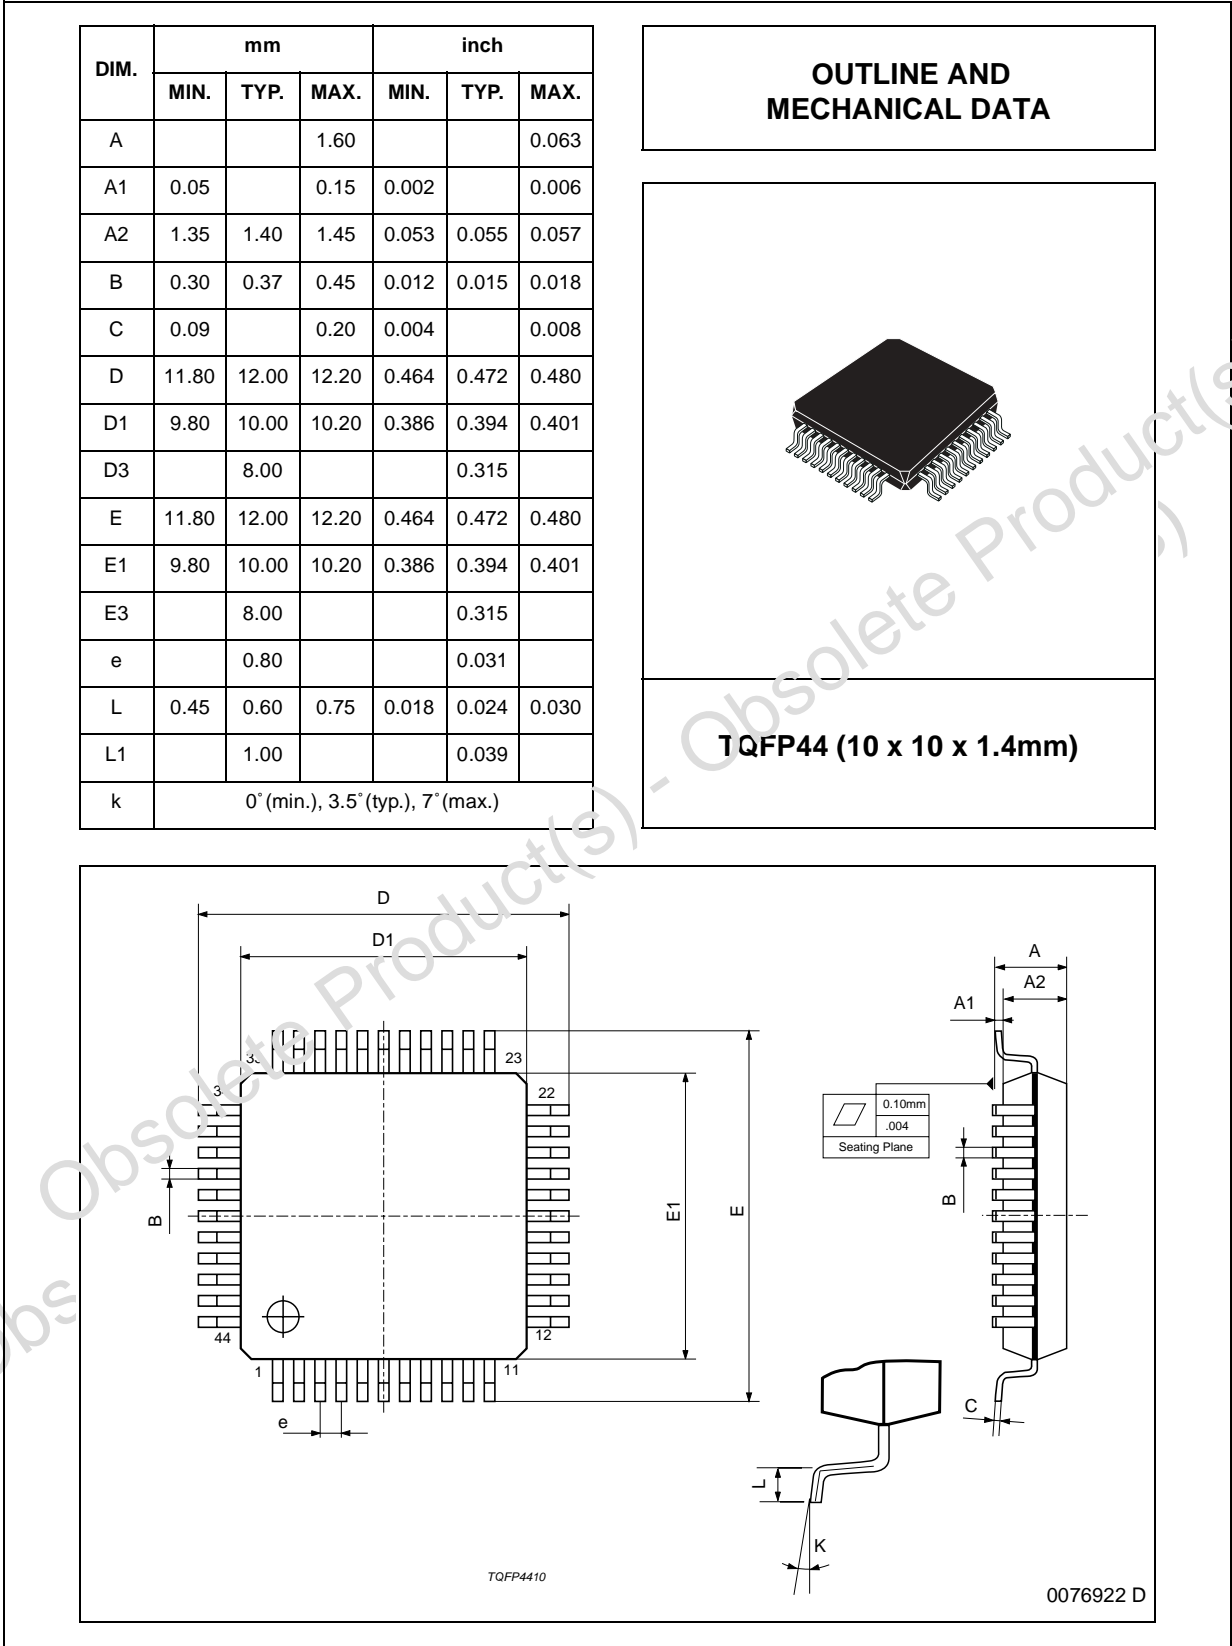 DIM. mm inch
MIN. TYP. MAX. MIN. TYP. MAX.
A 1.60 0.063
A1 0.05 0.15 0.002 0.006
A2 1.35 1.40 1.45 0.053 0.055 0.057
B 0.30 0.37 0.45 0.012 0.015 0.018
C 0.09 0.20 0.004 0.008
D 11.80 12.00 12.20 0.464 0.472 0.480
D1 9.80 10.00 10.20 0.386 0.394 0.401
D3 8.00 0.315
E 11.80 12.00 12.20 0.464 0.472 0.480
E1 9.80 10.00 10.20 0.386 0.394 0.401
E3 8.00 0.315
e 0.80 0.031
L 0.45 0.60 0.75 0.018 0.024 0.030
L1 1.00 0.039
k 0˚(min.), 3.5˚(typ.), 7˚(max.)
OUTLINE AND
MECHANICAL DATA
TQFP44 (10 x 10 x 1.4mm)
D
D1
A
A2
A1
33
23
22
0.10mm
.004
Seating Plane
B
E1
E
B
44
12
1
11
e
C
L
K
TQFP4410
0076922 D
Obsolete Product(s) - Obsolete Product(s